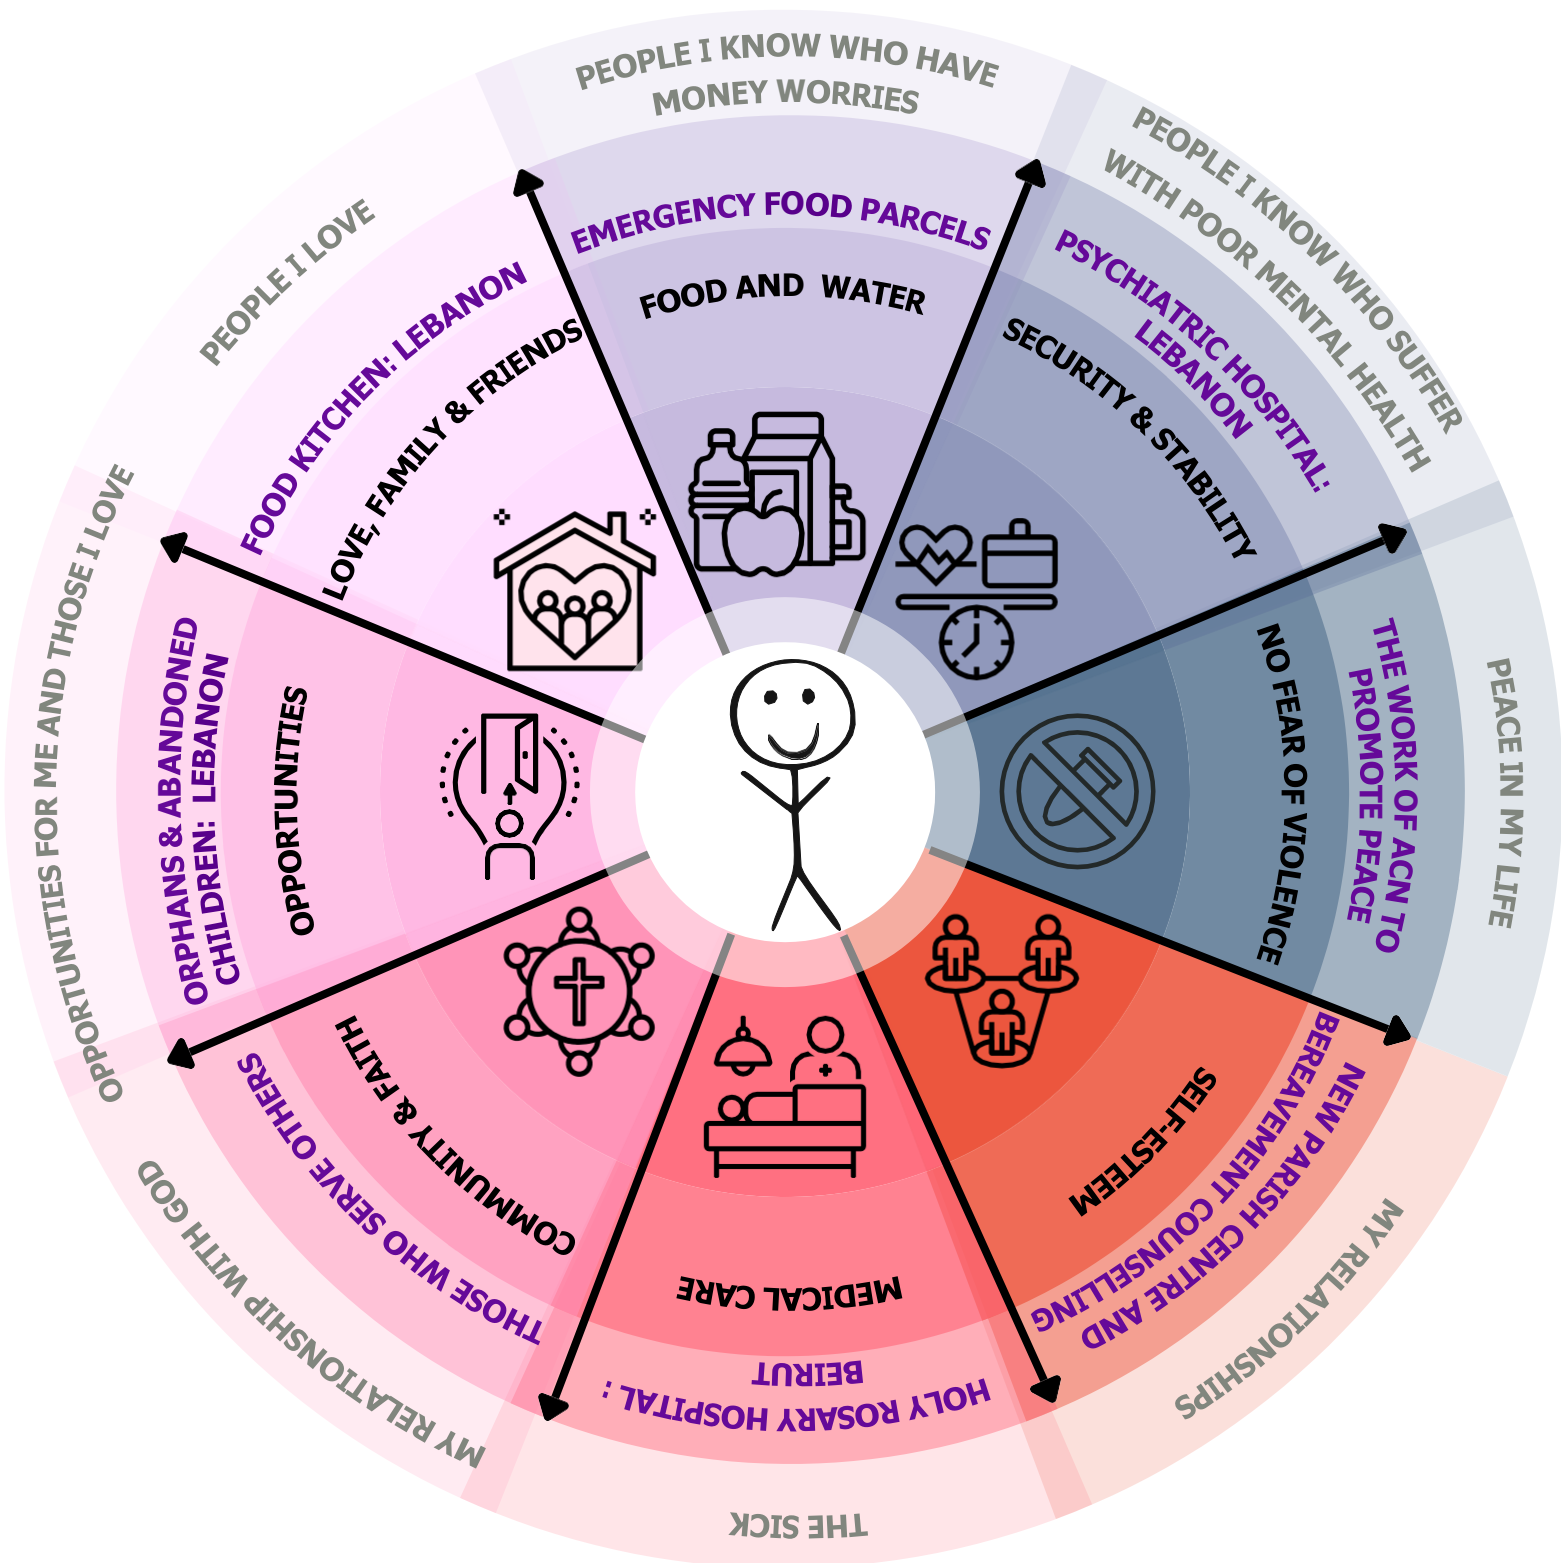 PEOPLE I KNOW WHO HAVE
MONEY WORRIES
EMERGENCY FOOD PARCELS
FOOD AND WATER
PEOPLE I KNOW WHO SUFFER
WITH POOR MENTAL HEALTH
PSYCHIATRIC HOSPITAL:
LEBANON
SECURITY & STABILITY
PEACE IN MY LIFE
THE WORK OF ACN TO
PROMOTE PEACE
NO FEAR OF VIOLENCE
MY RELATIONSHIPS
NEW PARISH CENTRE AND
BEREAVEMENT COUNSELLING
SELF-ESTEEM
THE SICK
HOLY ROSARY HOSPITAL :
BEIRUT
MEDICAL CARE
MY RELATIONSHIP WITH GOD
THOSE WHO SERVE OTHERS
COMMUNITY & FAITH
OPPORTUNITIES FOR ME AND THOSE I LOVE
ORPHANS & ABANDONED
CHILDREN: LEBANON
OPPORTUNITIES
PEOPLE I LOVE
FOOD KITCHEN: LEBANON
LOVE, FAMILY & FRIENDS